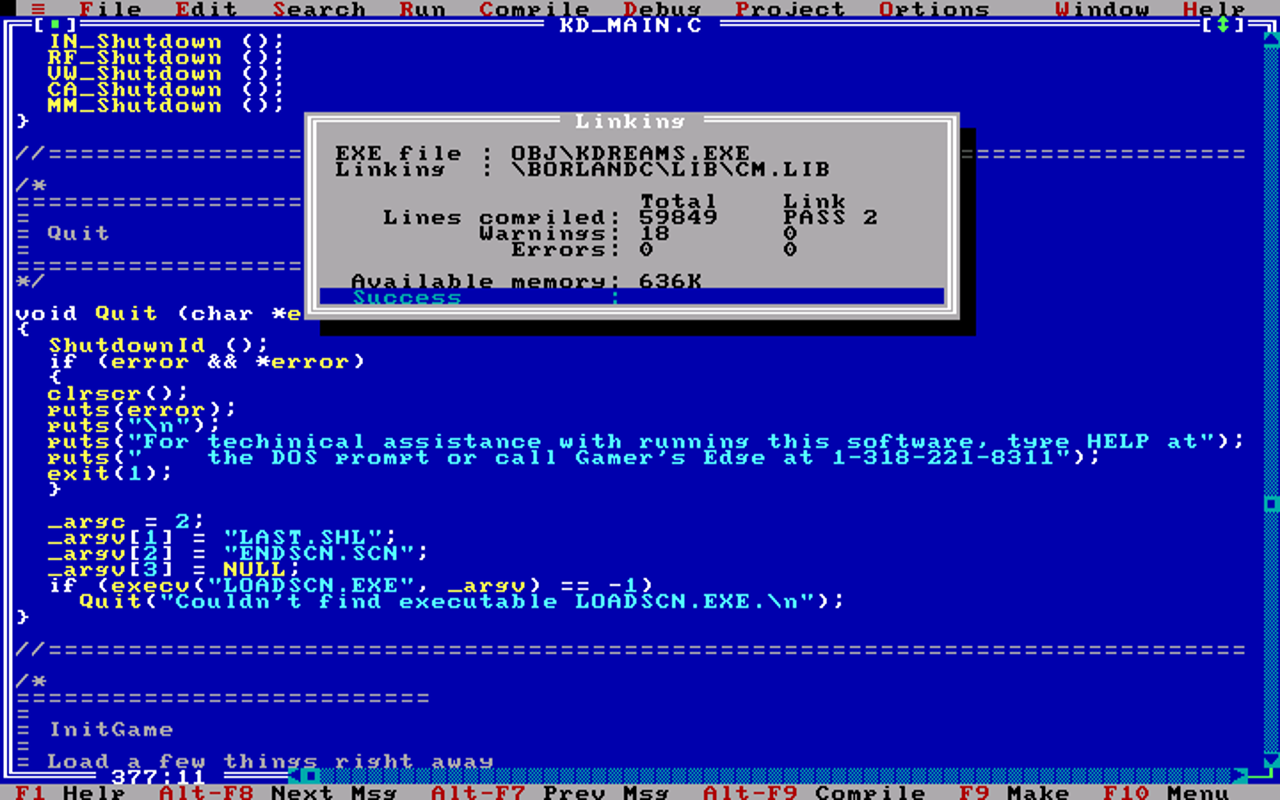 ≡ File Edit Search Run Compile Debug Project Options Window Help
[■] KD_MAIN.C [↕]
IN_Shutdown ();
RF_Shutdown ();
VW_Shutdown ();
CA_Shutdown ();
MM_Shutdown ();
}
//===========================================================================
/*
==========================
=
= Quit
=
==========================
*/
void Quit (char *e
{
ShutdownId ();
if (error && *error)
{
clrscr();
puts(error);
puts("\n");
puts("For techinical assistance with running this software, type HELP at");
puts("    the DOS prompt or call Gamer's Edge at 1-318-221-8311");
exit(1);
}
_argc = 2;
_argv[1] = "LAST.SHL";
_argv[2] = "ENDSCN.SCN";
_argv[3] = NULL;
if (execv("LOADSCN.EXE", _argv) == -1)
Quit("Couldn't find executable LOADSCN.EXE.\n");
}
//===========================================================================
/*
==========================
=
= InitGame
=
= Load a few things right away
377:11
Linking
EXE file : OBJ\KDREAMS.EXE
Linking : \BORLANDC\LIB\CM.LIB
Total Link
Lines compiled: 59849 PASS 2
Warnings: 18 0
Errors: 0 0
Available memory: 636K
Success :
F1 Help Alt-F8 Next Msg Alt-F7 Prev Msg Alt-F9 Compile F9 Make F10 Menu